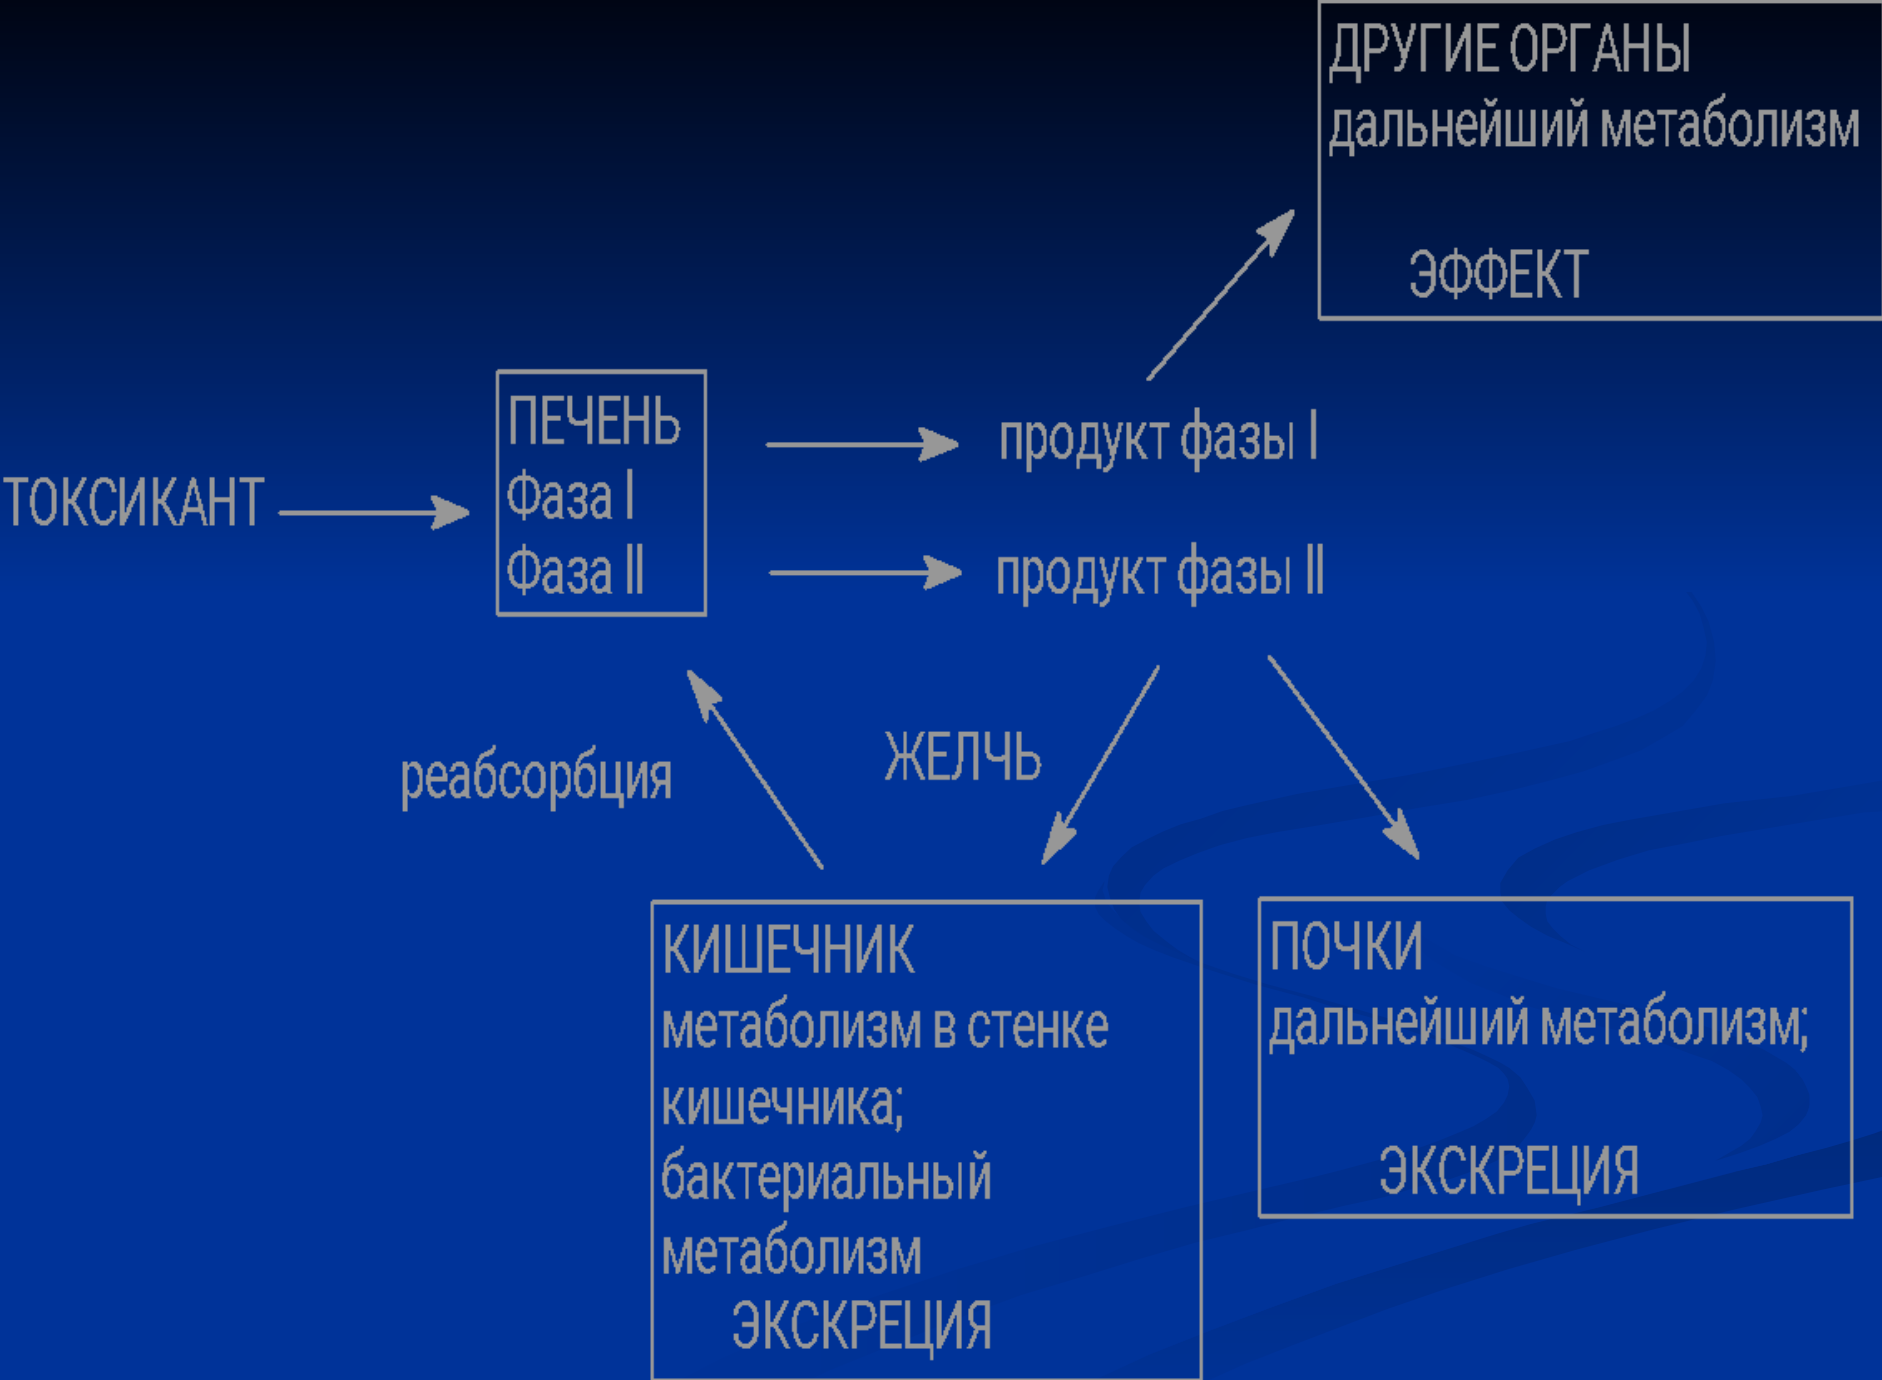 ДРУГИЕ ОРГАНЫ
дальнейший метаболизм
ЭФФЕКТ
ПЕЧЕНЬ
Фаза I
Фаза II
ТОКСИКАНТ
продукт фазы I
продукт фазы II
реабсорбция
ЖЕЛЧЬ
КИШЕЧНИК
метаболизм в стенке
кишечника;
бактериальный
метаболизм
ЭКСКРЕЦИЯ
ПОЧКИ
дальнейший метаболизм;
ЭКСКРЕЦИЯ